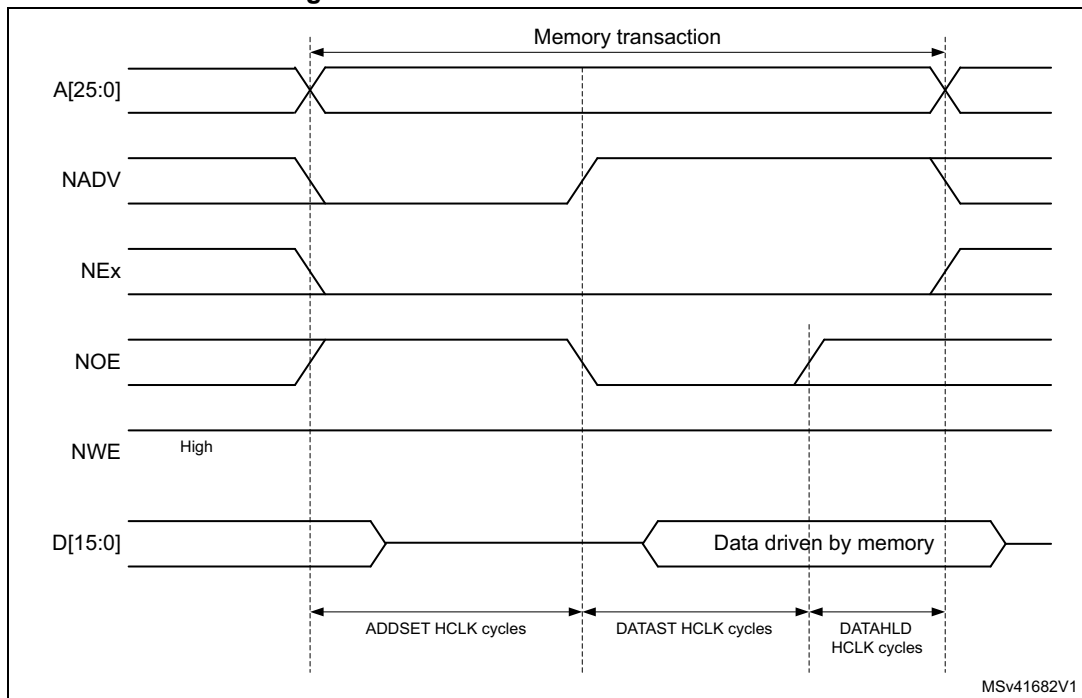 Memory transaction
A[25:0]
NADV
NEx
NOE
NWE
High
D[15:0]
Data driven by memory
ADDSET HCLK cycles
DATAST HCLK cycles
DATAHLD
HCLK cycles
MSv41682V1